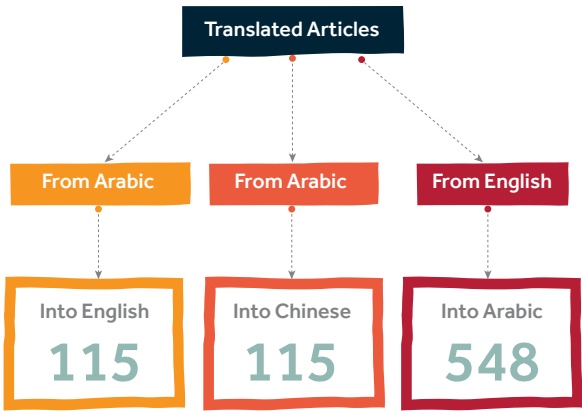 Translated Articles
From Arabic
From Arabic
From English
Into English
115
Into Chinese
115
Into Arabic
548